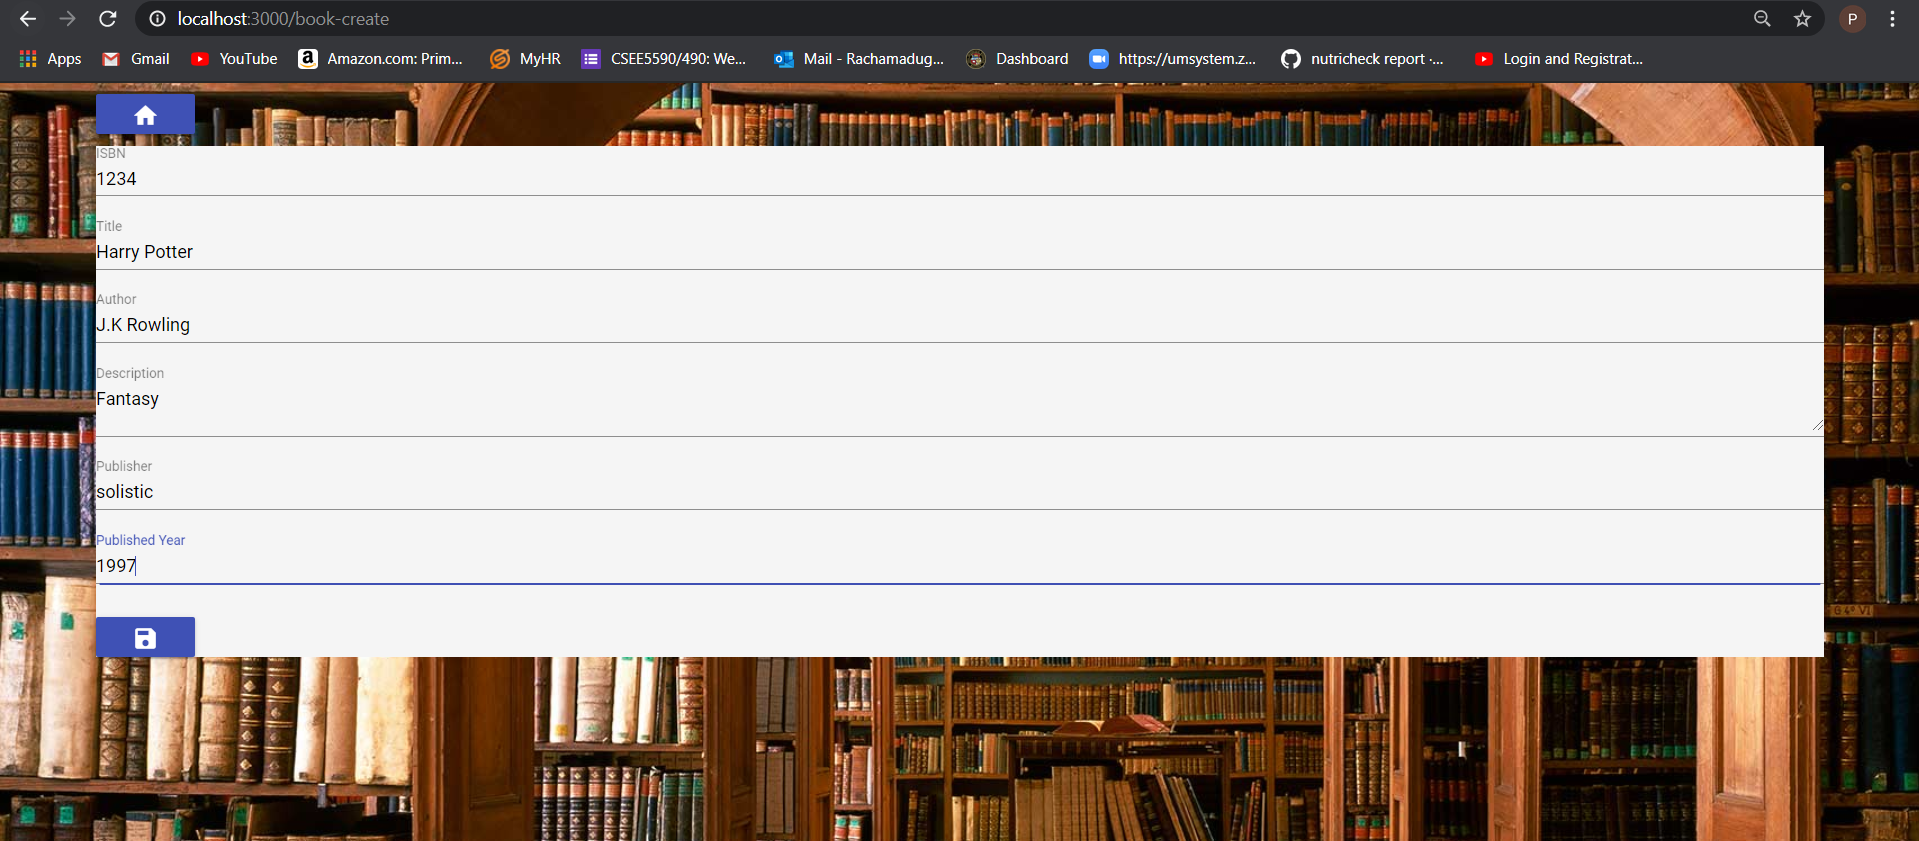 localhost:3000/book-create
P
Apps Gmail YouTube Amazon.com: Prim... MyHR CSEE5590/490: We... Mail - Rachamadug... Dashboard https://umsystem.z... nutricheck report -... Login and Registrat...
ISBN
1234
Title
Harry Potter
Author
J.K Rowling
Description
Fantasy
Publisher
solistic
Published Year
1997